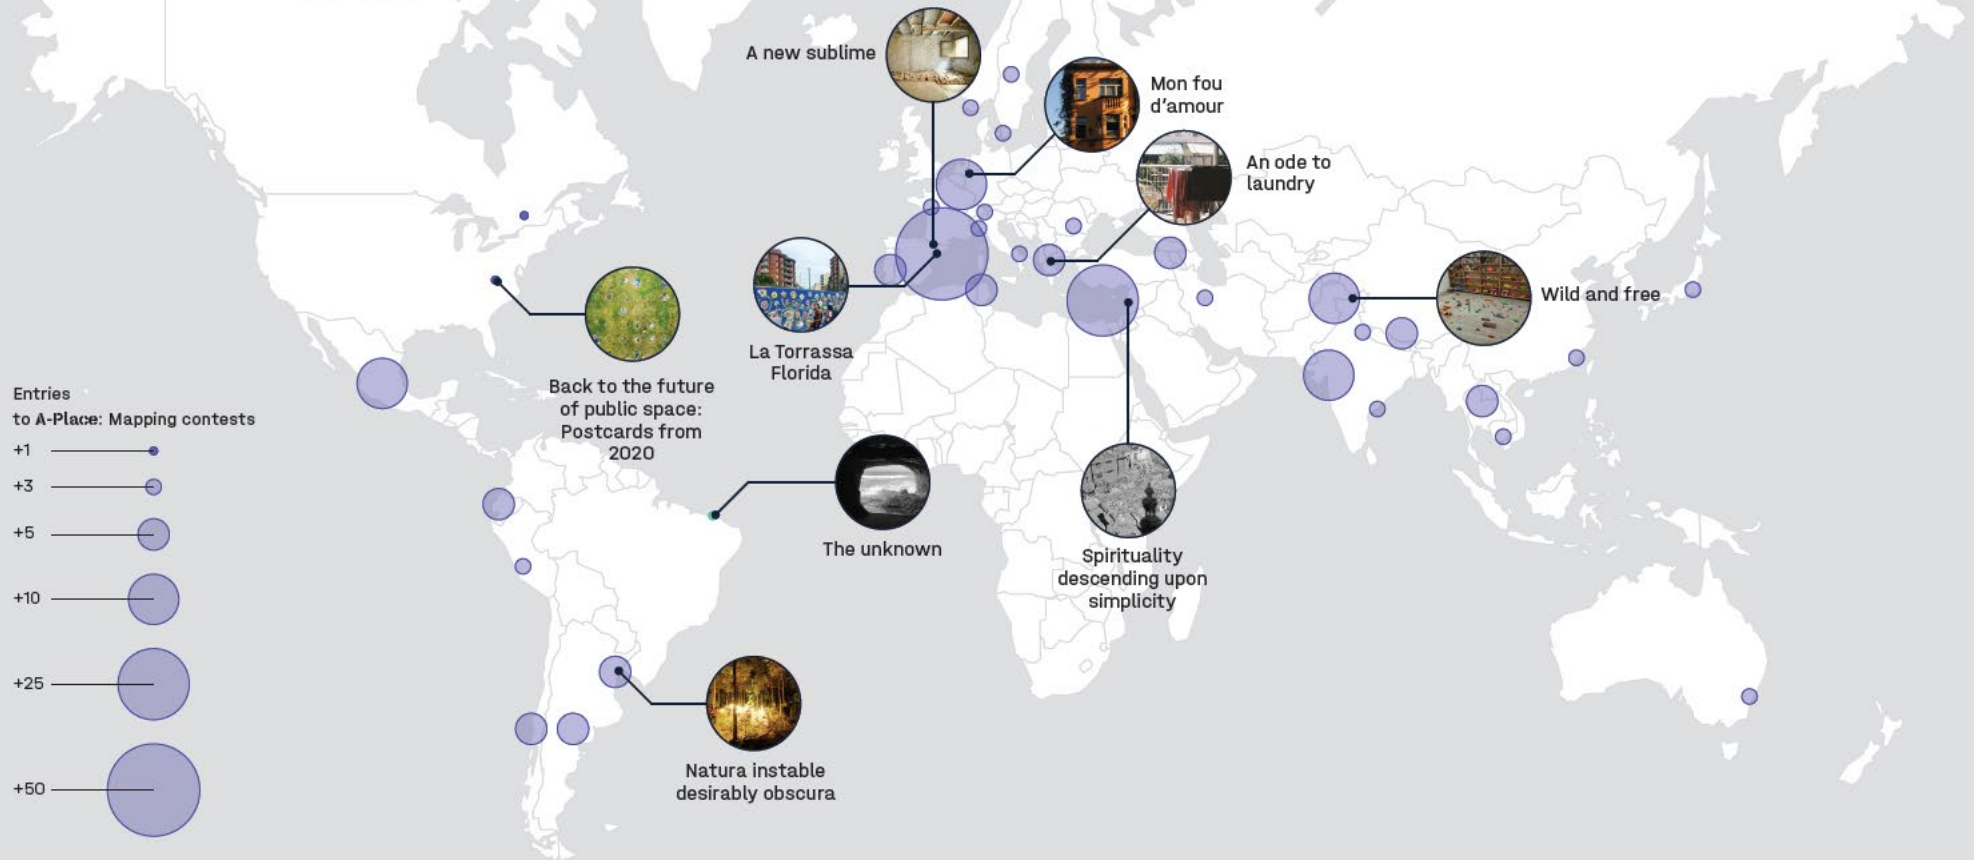 A new sublime
Mon fou
d'amour
An ode to
laundry
Wild and free
La Torrassa
Florida
Back to the future
of public space:
Postcards from
2020
The unknown
Spirituality
descending upon
simplicity
Natura instable
desirably obscura
Entries
to A-Place: Mapping contests
+1
+3
+5
+10
+25
+50